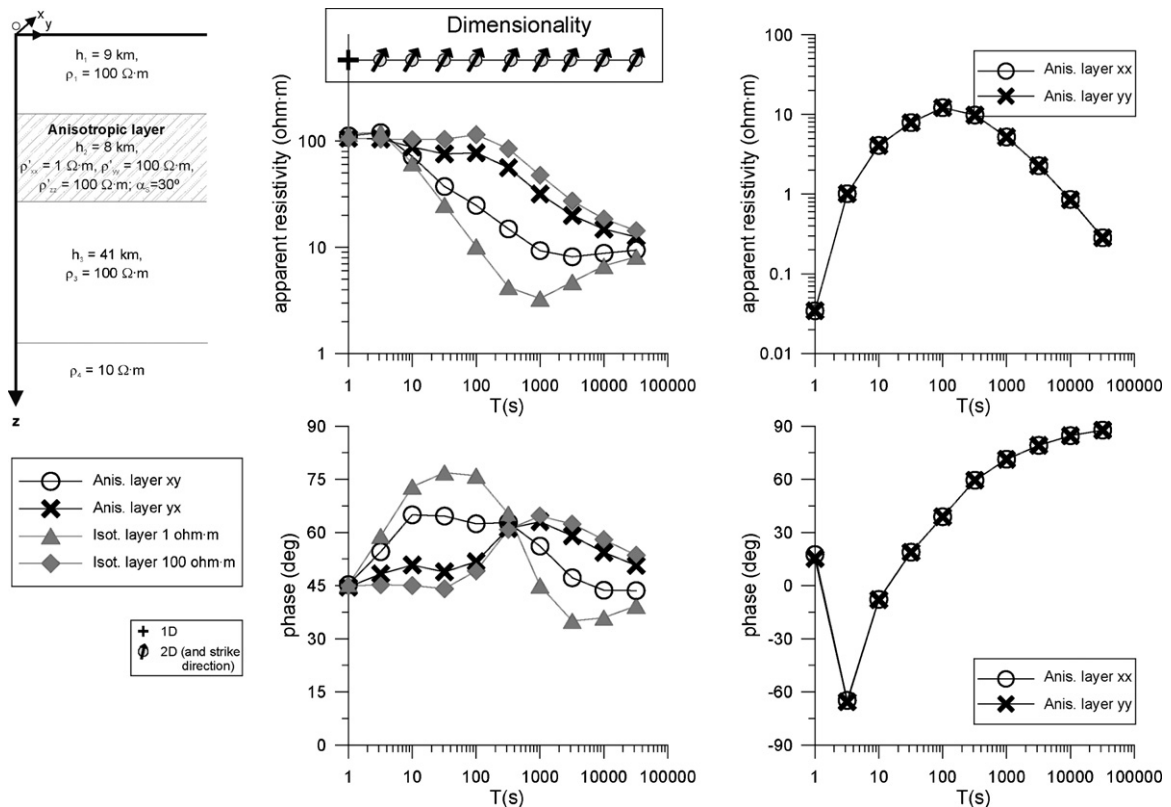 x
y
h₁ = 9 km,
ρ₁ = 100 Ω·m
Anisotropic layer
h₂ = 8 km,
ρ'ₓₓ = 1 Ω·m, ρ'yy = 100 Ω·m,
ρ'zz = 100 Ω·m; αS=30º
h₃ = 41 km,
ρ₃ = 100 Ω·m
ρ₄ = 10 Ω·m
z
Anis. layer xy
Anis. layer yx
Isot. layer 1 ohm·m
Isot. layer 100 ohm·m
1D
2D (and strike
direction)
Dimensionality
apparent resistivity (ohm·m)
100
10
1
1 10 100 1000 10000 100000
T(s)
phase (deg)
90
75
60
45
30
15
0
1 10 100 1000 10000 100000
T(s)
apparent resistivity (ohm·m)
100
10
1
0.1
0.01
Anis. layer xx
Anis. layer yy
1 10 100 1000 10000 100000
T(s)
phase (deg)
90
60
30
0
-30
-60
-90
Anis. layer xx
Anis. layer yy
1 10 100 1000 10000 100000
T(s)